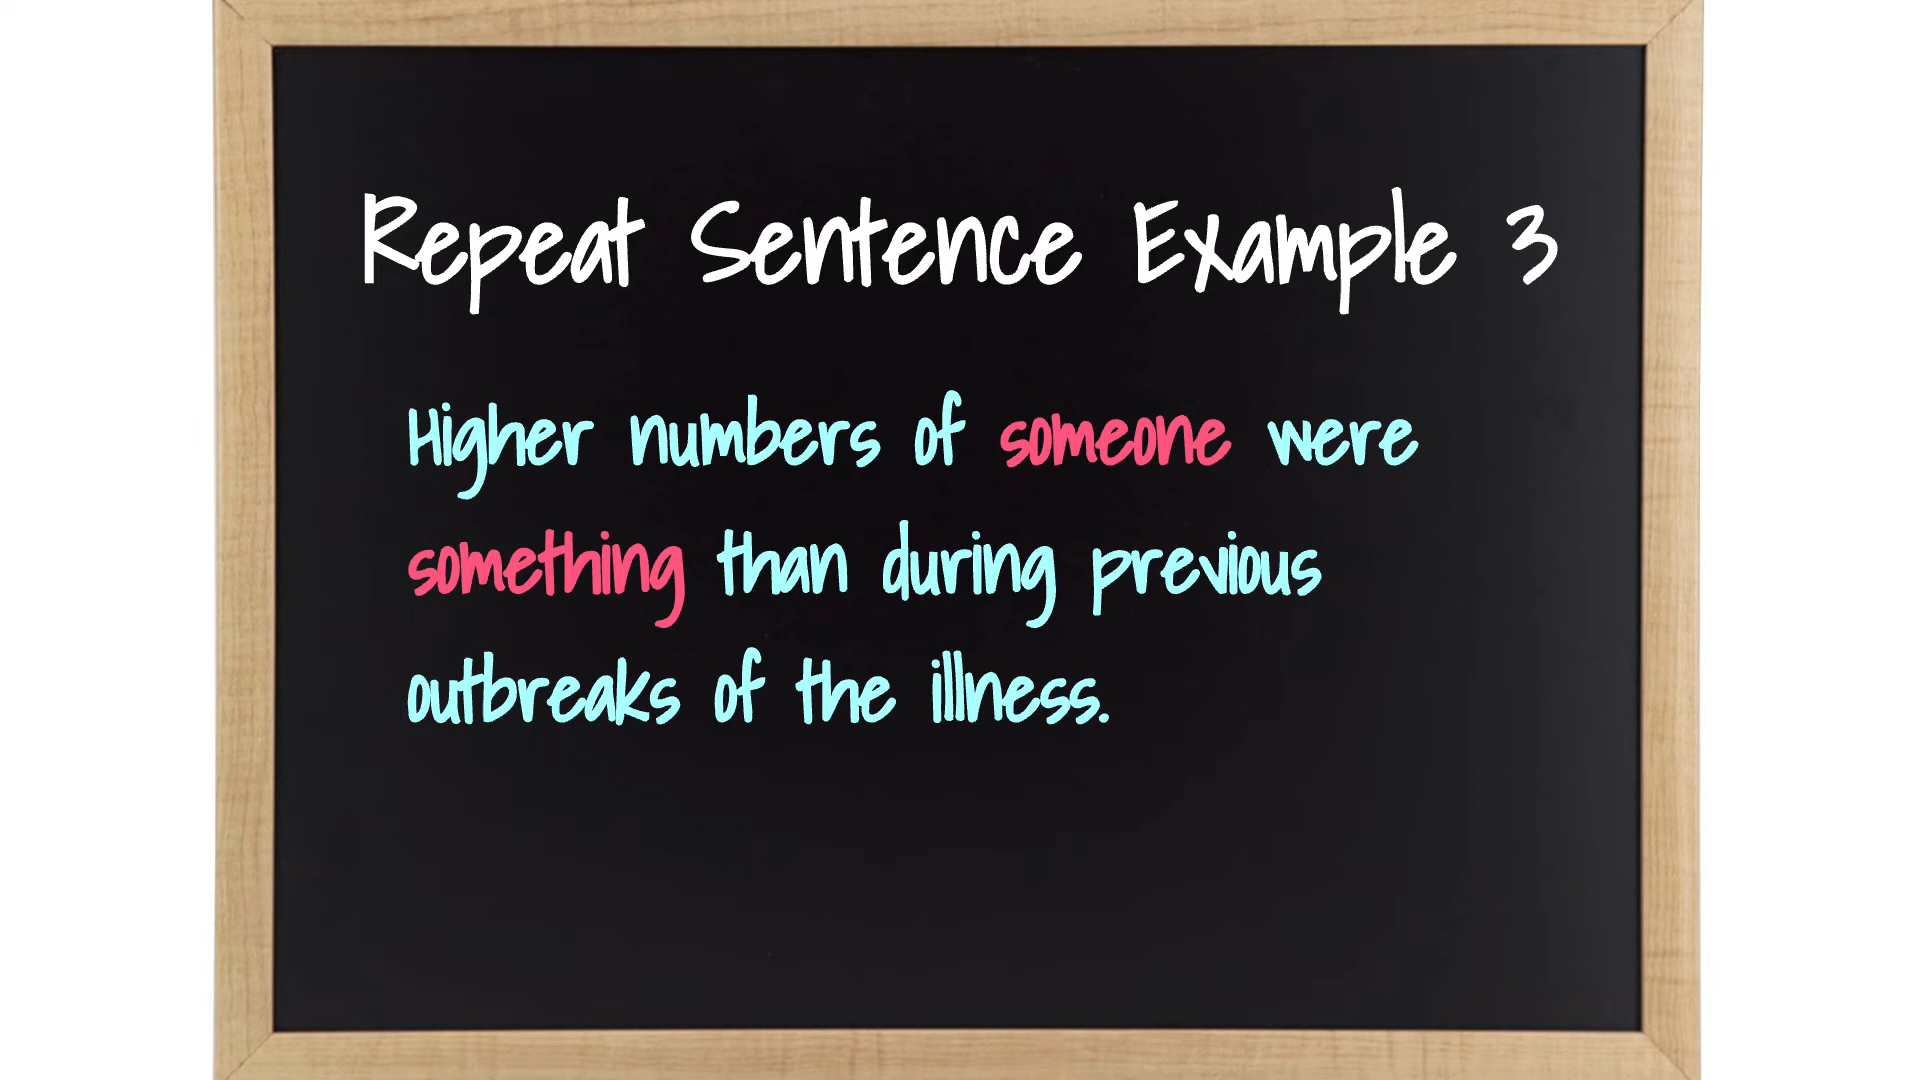 Repeat Sentence Example 3
Higher numbers of someone were
something than during previous
outbreaks of the illness.